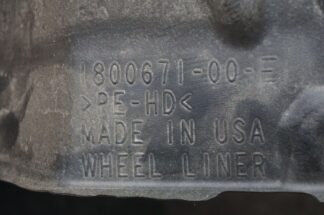 1800671-00-E
>PE-HD<
MADE IN USA
WHEEL LINER